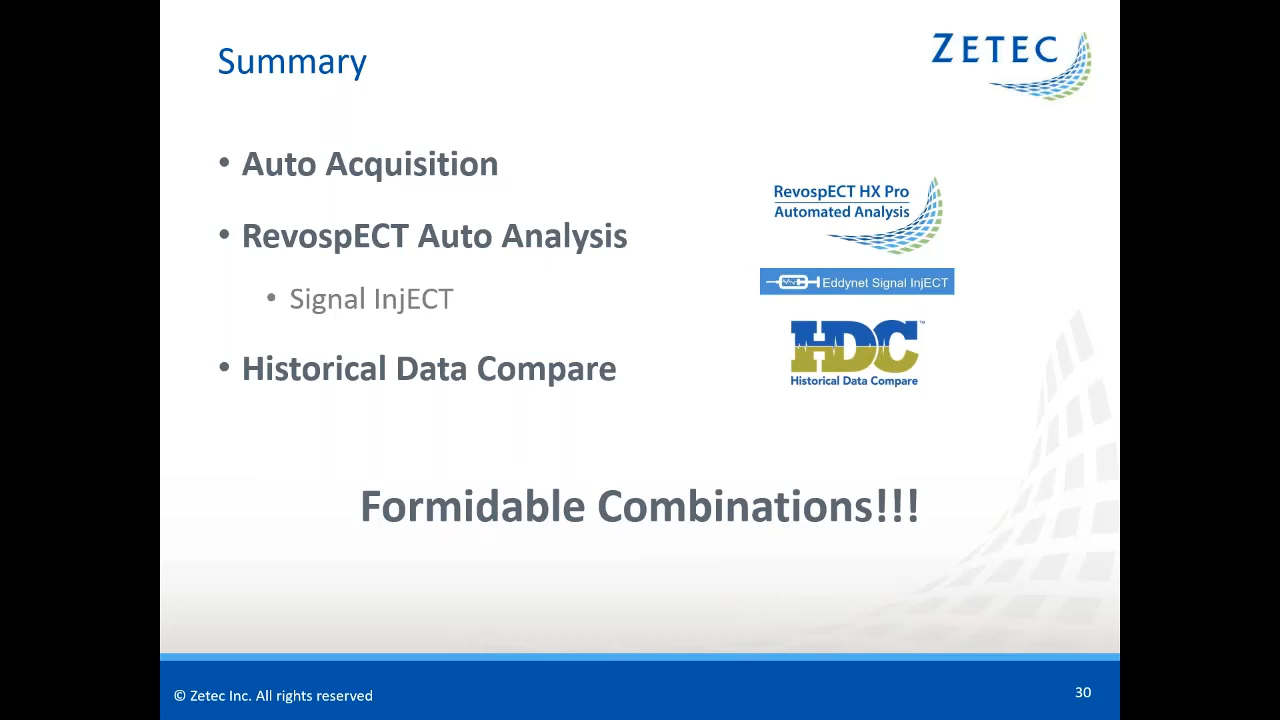 Summary
ZETEC
• Auto Acquisition
• RevospECT Auto Analysis
• Signal InjECT
• Historical Data Compare
RevospECT HX Pro
Automated Analysis
Eddynet Signal InjECT
HDC™
Historical Data Compare
Formidable Combinations!!!
© Zetec Inc. All rights reserved
30